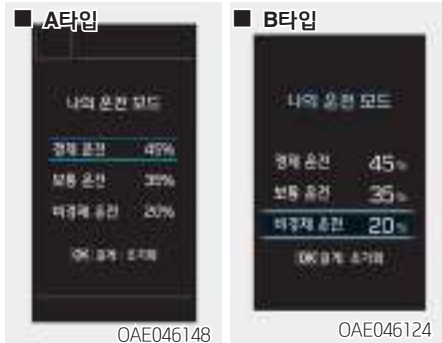 ■ A타입
나의 운전 모드
경제 운전 45%
보통 운전 35%
비경제 운전 20%
OK 길게 : 초기화
OAE046148
■ B타입
나의 운전 모드
경제 운전 45%
보통 운전 35%
비경제 운전 20%
OK 길게 : 초기화
OAE046124